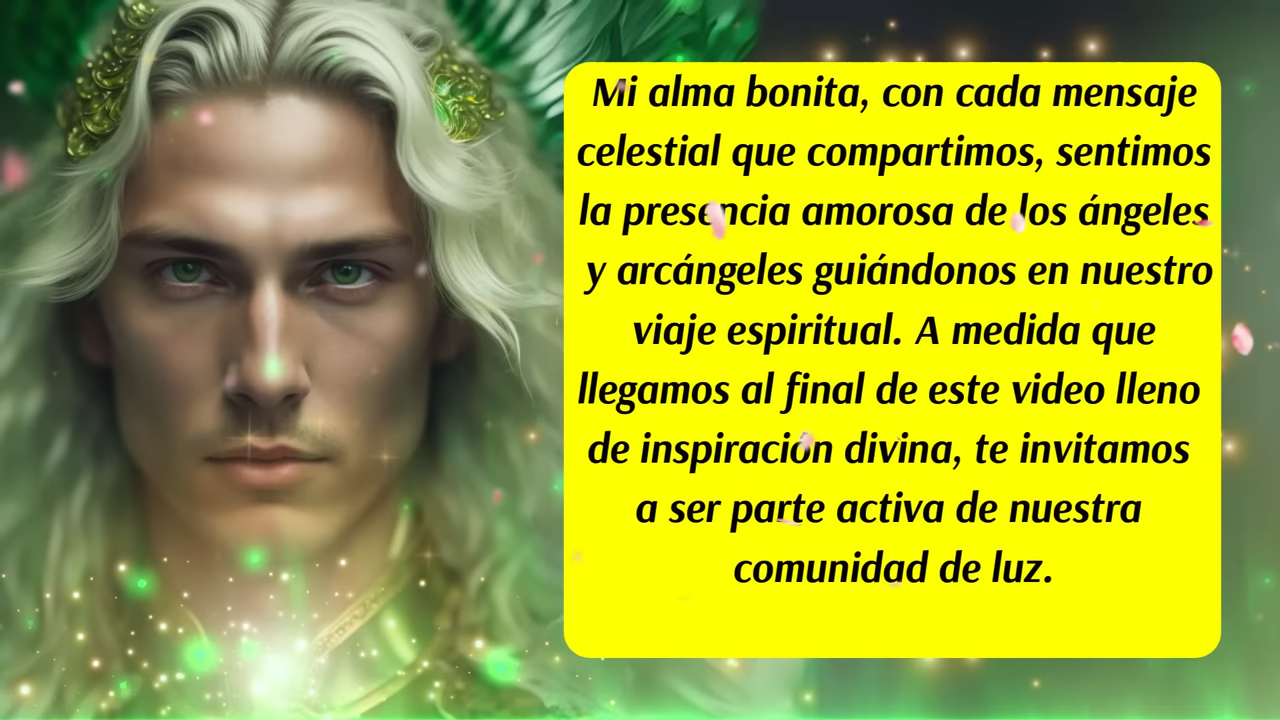 Mi alma bonita, con cada mensaje
celestial que compartimos, sentimos
la presencia amorosa de los ángeles
y arcángeles guiándonos en nuestro
viaje espiritual. A medida que
llegamos al final de este video lleno
de inspiración divina, te invitamos
a ser parte activa de nuestra
comunidad de luz.